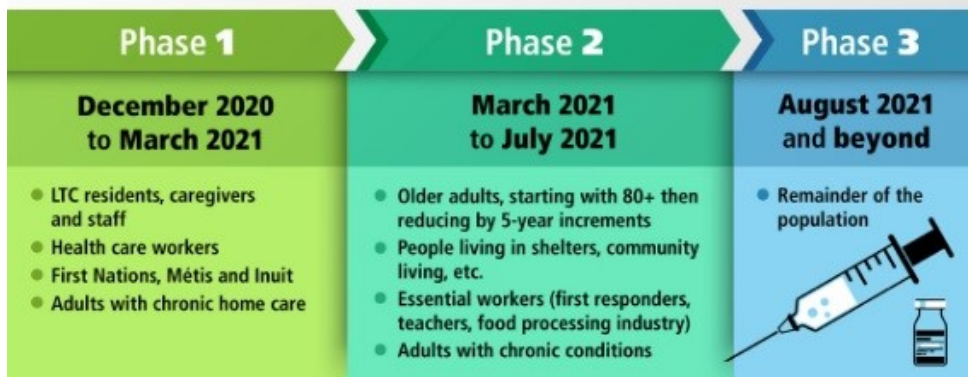 Phase 1
December 2020
to March 2021
LTC residents, caregivers
and staff
Health care workers
First Nations, Métis and Inuit
Adults with chronic home care
Phase 2
March 2021
to July 2021
Older adults, starting with 80+ then
reducing by 5-year increments
People living in shelters, community
living, etc.
Essential workers (first responders,
teachers, food processing industry)
Adults with chronic conditions
Phase 3
August 2021
and beyond
Remainder of the
population